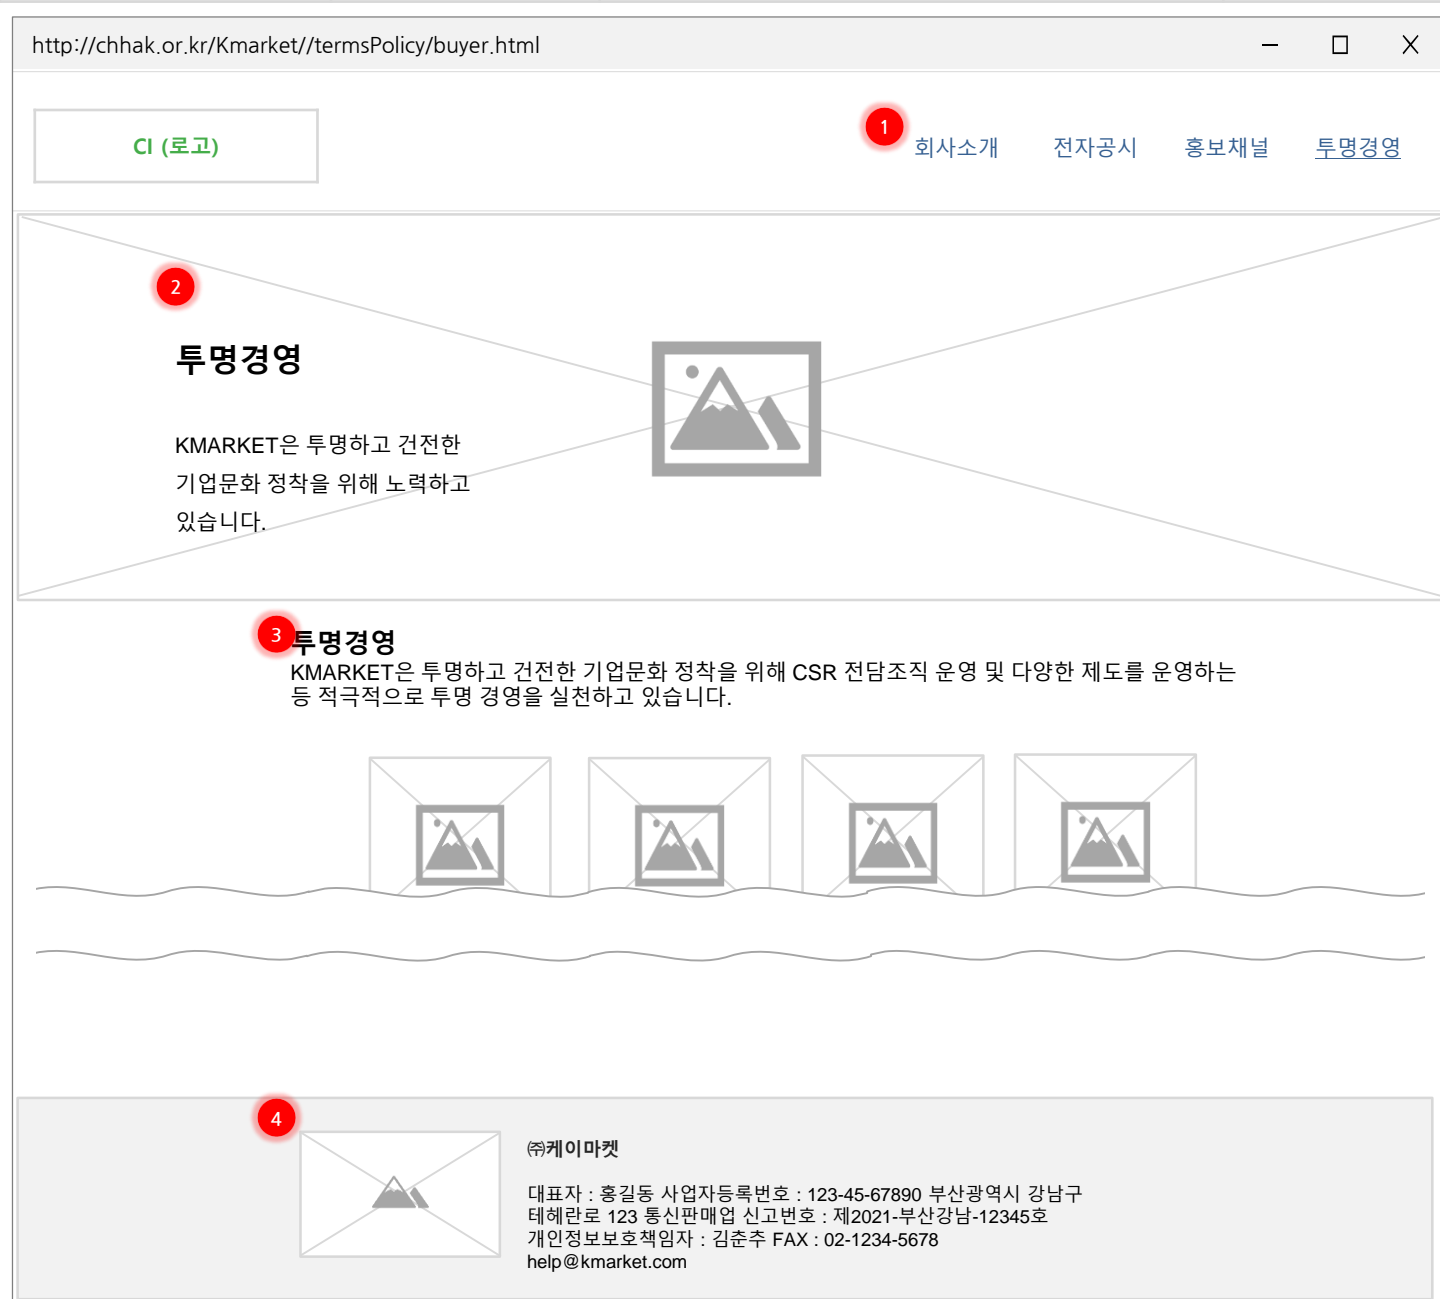 http://chhak.or.kr/Kmarket//termsPolicy/buyer.html
CI (로고)
1
회사소개 전자공시 홍보채널 투명경영
2
투명경영
KMARKET은 투명하고 건전한
기업문화 정착을 위해 노력하고
있습니다.
3
투명경영
KMARKET은 투명하고 건전한 기업문화 정착을 위해 CSR 전담조직 운영 및 다양한 제도를 운영하는
등 적극적으로 투명 경영을 실천하고 있습니다.
4
㈜케이마켓
대표자 : 홍길동 사업자등록번호 : 123-45-67890 부산광역시 강남구
테헤란로 123 통신판매업 신고번호 : 제2021-부산강남-12345호
개인정보보호책임자 : 김춘추 FAX : 02-1234-5678
help@kmarket.com